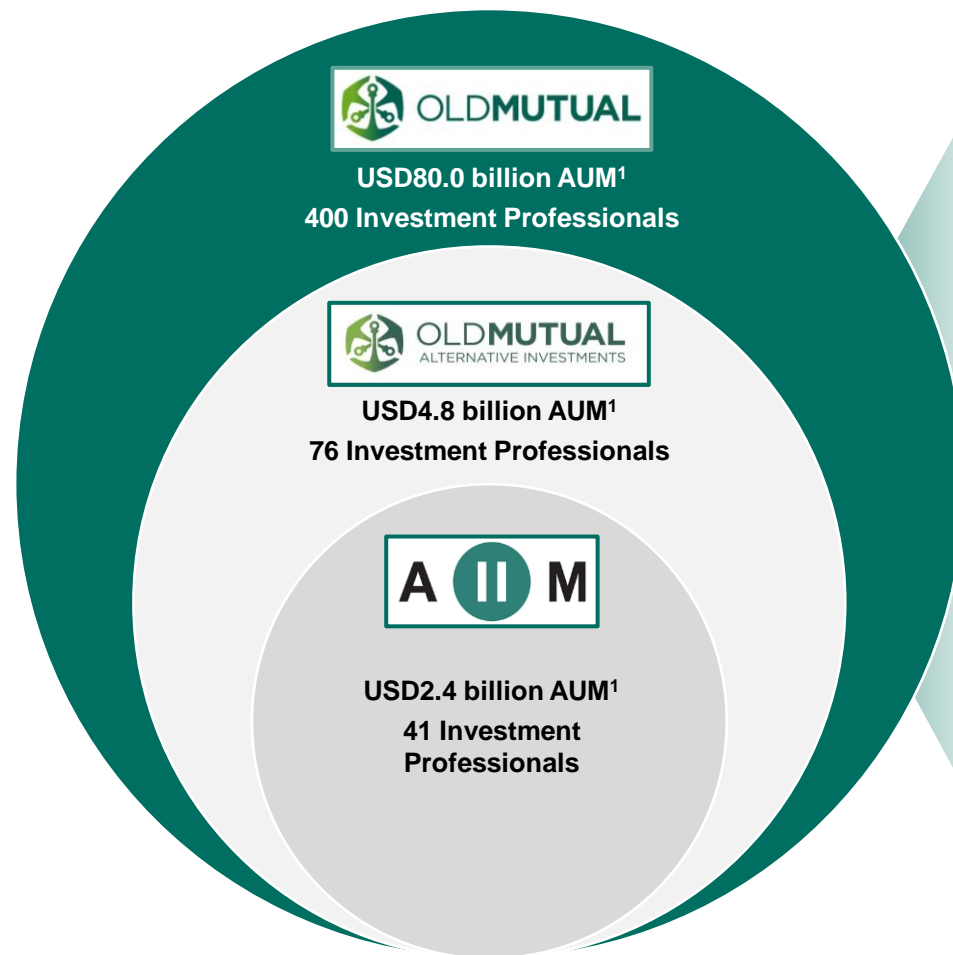 OLDMUTUAL
USD80.0 billion AUM¹
400 Investment Professionals
OLDMUTUAL
ALTERNATIVE INVESTMENTS
USD4.8 billion AUM¹
76 Investment Professionals
A II M
USD2.4 billion AUM¹
41 Investment
Professionals